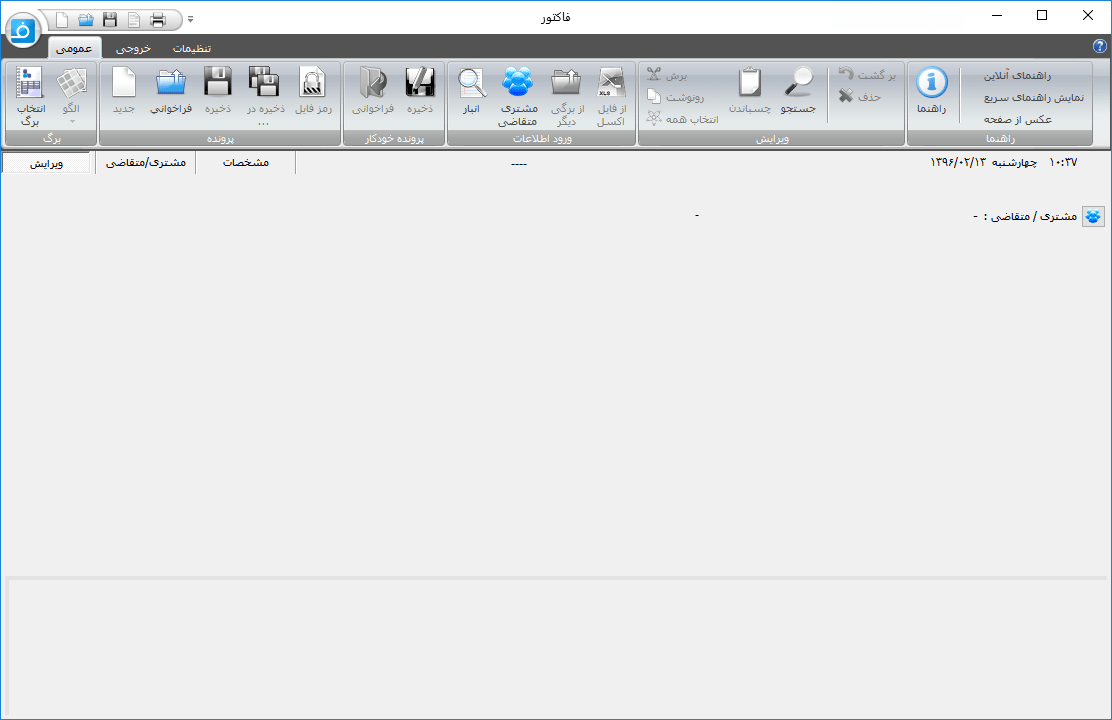 فاکتور
عمومی
خروجی
تنظیمات
انتخاب برگ
الگو
برگ
جدید
فراخوانی
ذخیره
ذخیره در ...
رمز فایل
پرونده
فراخوانی
ذخیره
پرونده خودکار
انبار
مشتری متقاضی
از برگی دیگر
از فایل اکسل
XLS
ورود اطلاعات
برش
رونوشت
انتخاب همه
چسباندن
جستجو
بر گشت
حذف
ویرایش
راهنما
راهنمای آنلاین
نمایش راهنمای سریع
عکس از صفحه
راهنما
ویرایش
مشتری/متقاضی
مشخصات
----
۱۰:۳۷ چهارشنبه ۱۳۹۶/۰۲/۱۳
مشتری / متقاضی : -
-